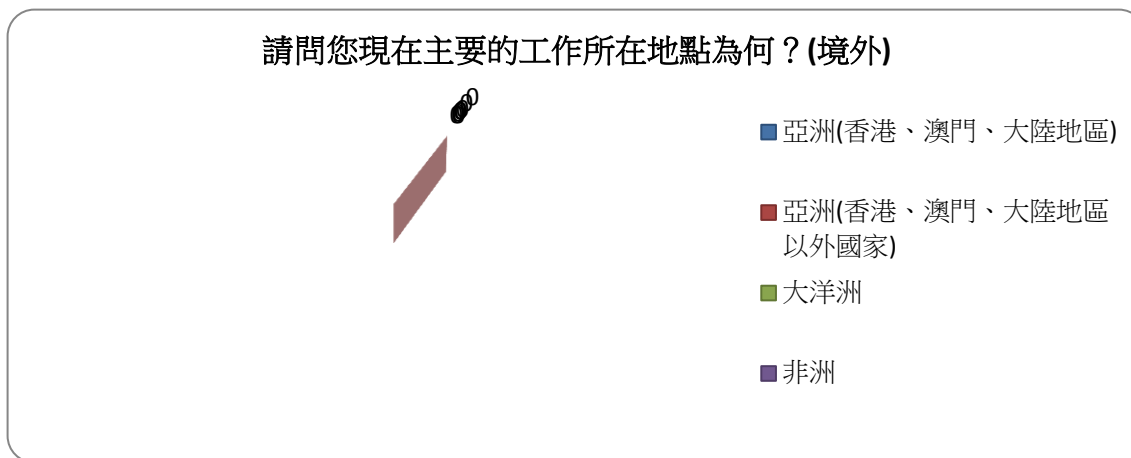 請問您現在主要的工作所在地點為何？(境外)
0
亞洲(香港、澳門、大陸地區)
亞洲(香港、澳門、大陸地區
以外國家)
大洋洲
非洲